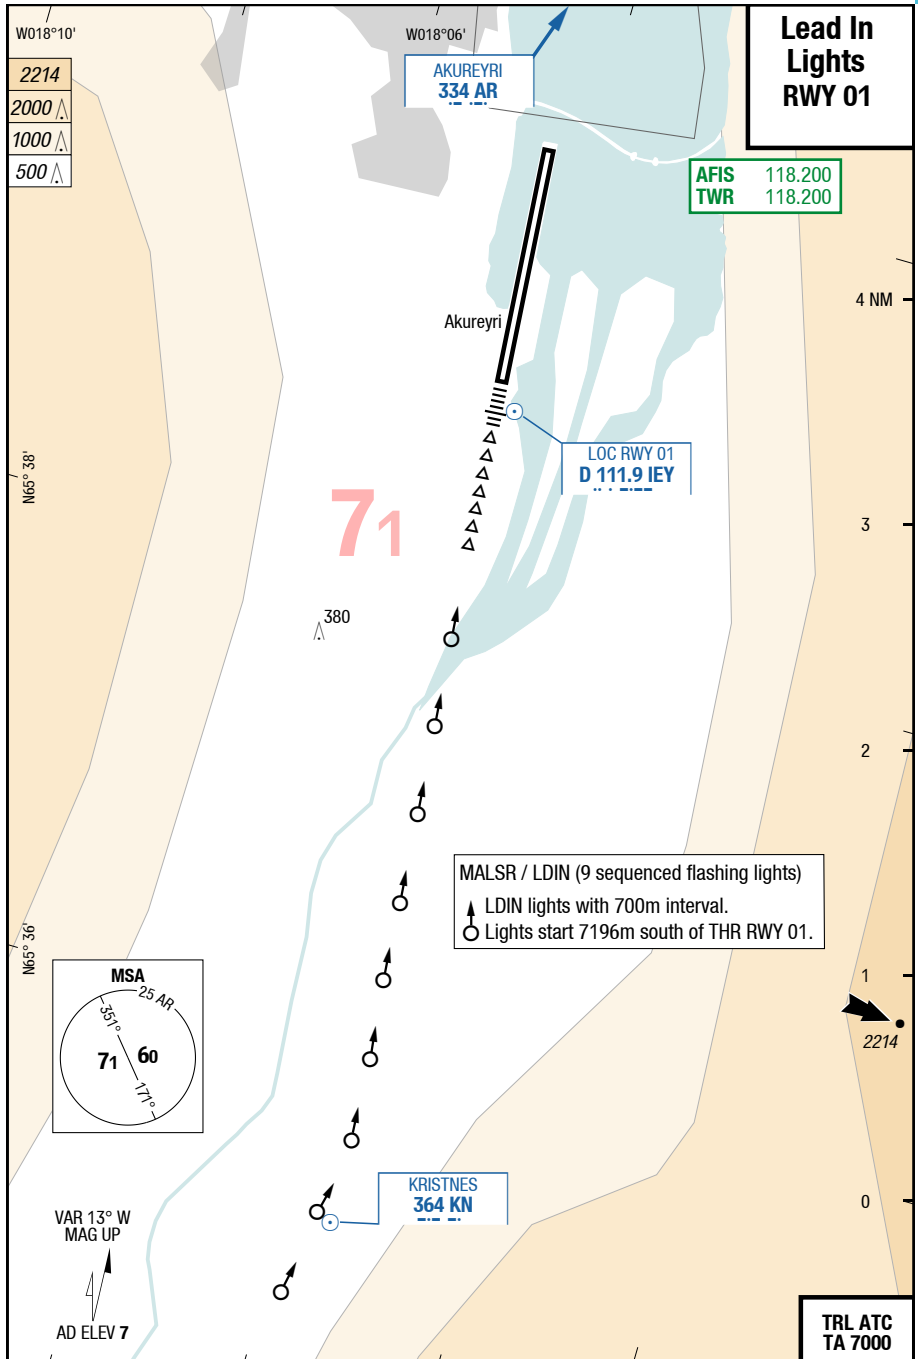 W018°10'
W018°06'
Lead In
Lights
RWY 01
2214
2000
1000
500
AKUREYRI
334 AR
AFIS 118.200
TWR 118.200
4 NM
Akureyri
LOC RWY 01
D 111.9 IEY
N65° 38'
71
3
380
2
MALSR / LDIN (9 sequenced flashing lights)
LDIN lights with 700m interval.
Lights start 7196m south of THR RWY 01.
N65° 36'
MSA
25 AR
351°
71 60
171°
1
2214
KRISTNES
364 KN
0
VAR 13° W
MAG UP
AD ELEV 7
TRL ATC
TA 7000